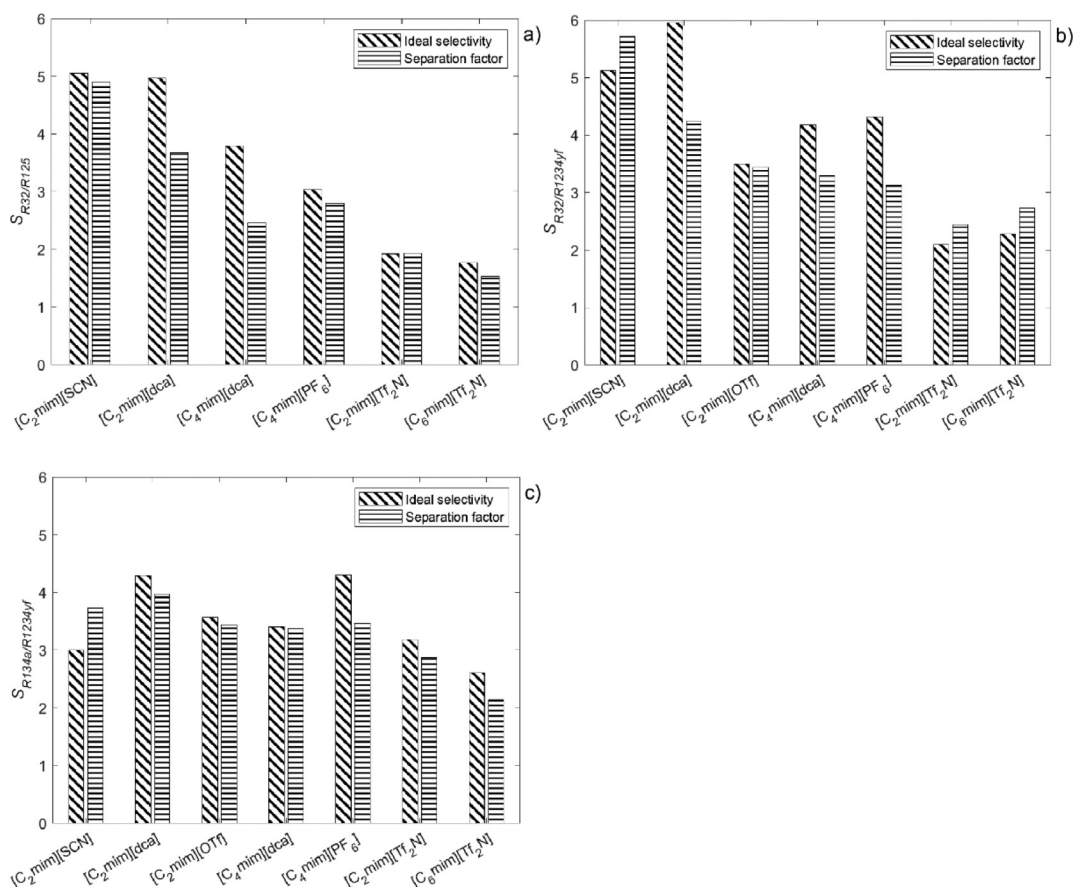 a)
6
5
4
3
2
1
0
S_R32/R125
Ideal selectivity
Separation factor
[C₂mim][SCN]
[C₂mim][dca]
[C₄mim][dca]
[C₄mim][PF₆]
[C₂mim][Tf₂N]
[C₆mim][Tf₂N]
b)
6
5
4
3
2
1
0
S_R32/R1234yf
Ideal selectivity
Separation factor
[C₂mim][SCN]
[C₂mim][dca]
[C₂mim][OTf]
[C₄mim][dca]
[C₄mim][PF₆]
[C₂mim][Tf₂N]
[C₆mim][Tf₂N]
c)
6
5
4
3
2
1
0
S_R134a/R1234yf
Ideal selectivity
Separation factor
[C₂mim][SCN]
[C₂mim][dca]
[C₂mim][OTf]
[C₄mim][dca]
[C₄mim][PF₆]
[C₂mim][Tf₂N]
[C₆mim][Tf₂N]